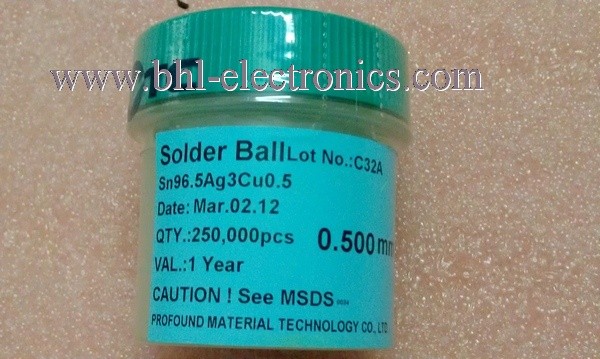 www.bhl-electronics.com
Solder Ball Lot No.:C32A
Sn96.5Ag3Cu0.5
Date: Mar.02.12
QTY.:250,000pcs 0.500mm
VAL.:1 Year
CAUTION ! See MSDS
PROFOUND MATERIAL TECHNOLOGY CO., LTD.